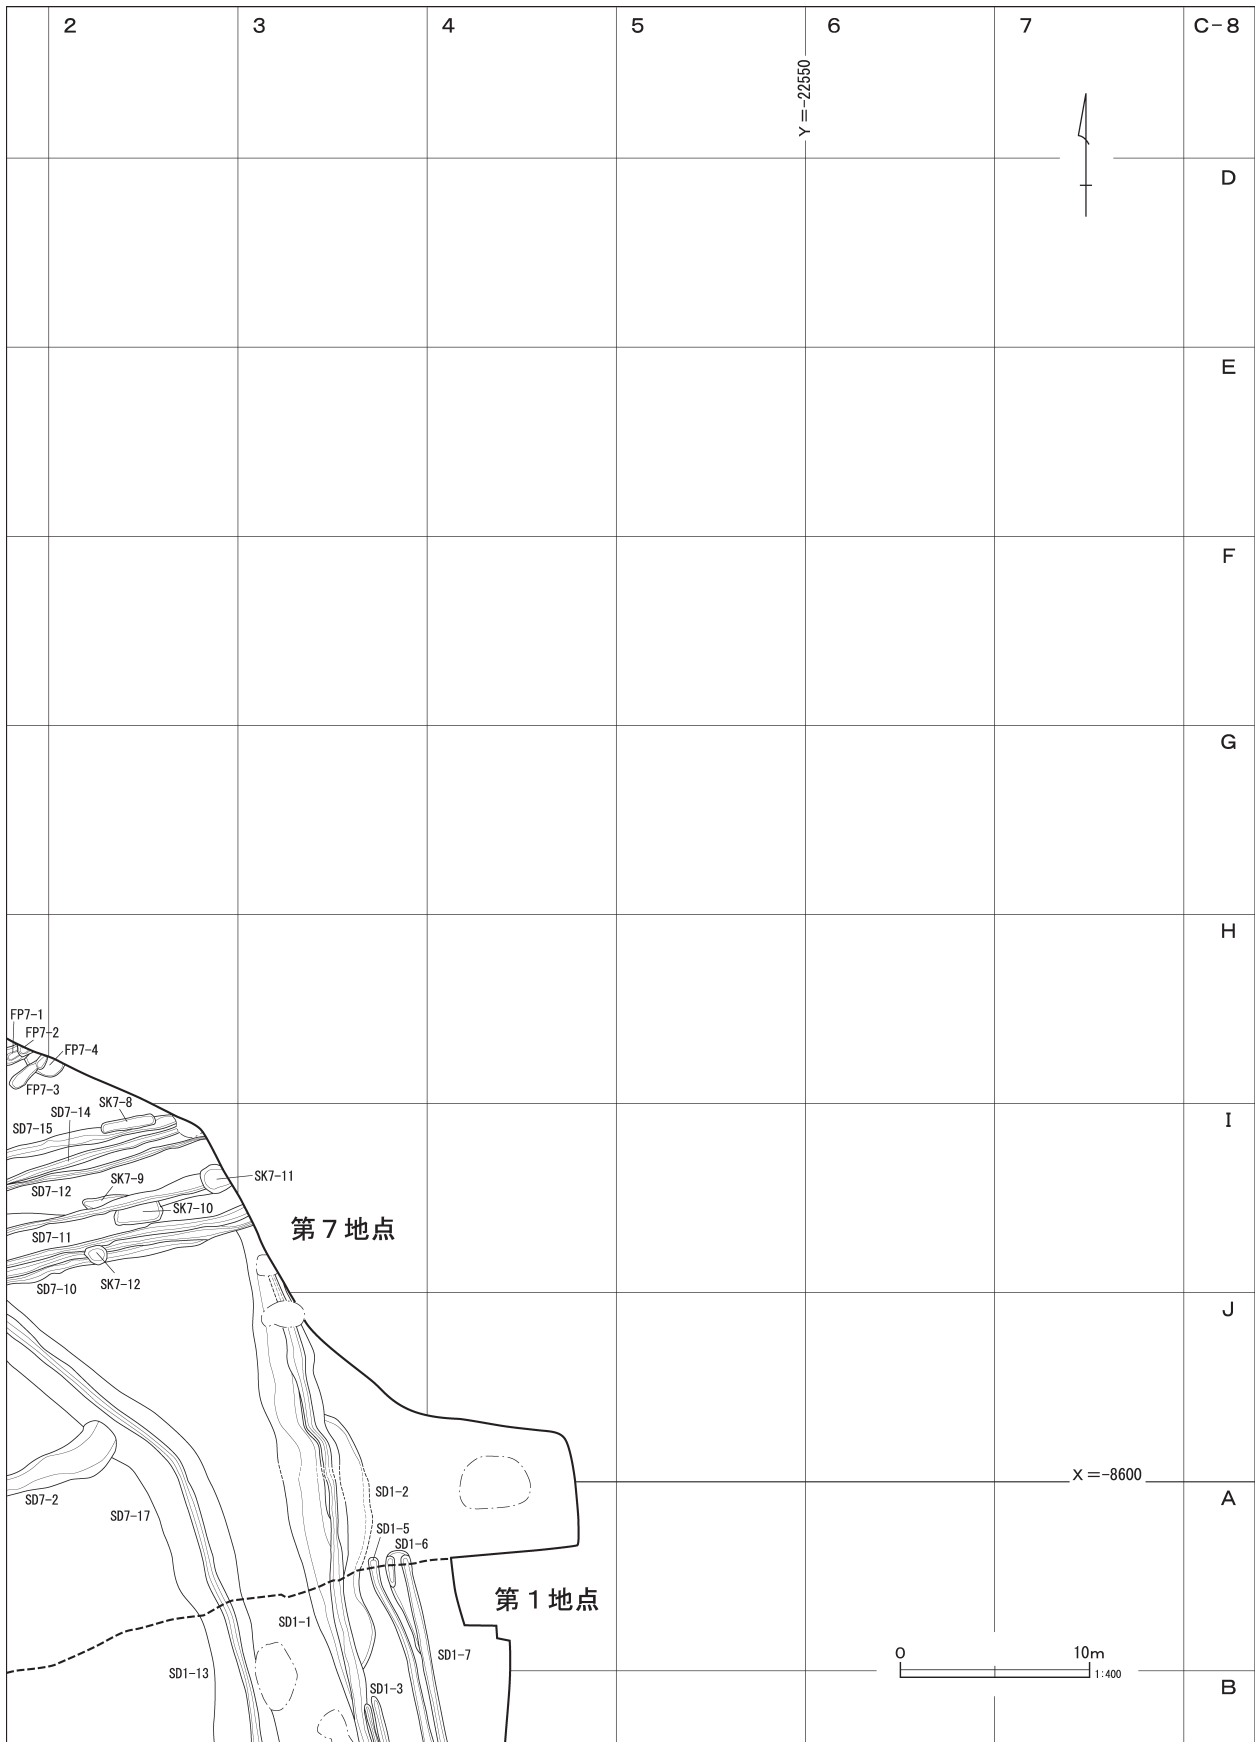 2
3
4
5
6
7
C-8
Y=-22550
D
E
F
G
H
FP7-1
FP7-2
FP7-4
FP7-3
SK7-8
SD7-14
SD7-15
I
SK7-9
SK7-11
SD7-12
SK7-10
第7地点
SD7-11
SK7-12
SD7-10
J
X=-8600
SD1-2
A
SD7-2
SD7-17
SD1-5
SD1-6
第1地点
SD1-1
SD1-7
0
10m
SD1-13
1:400
SD1-3
B